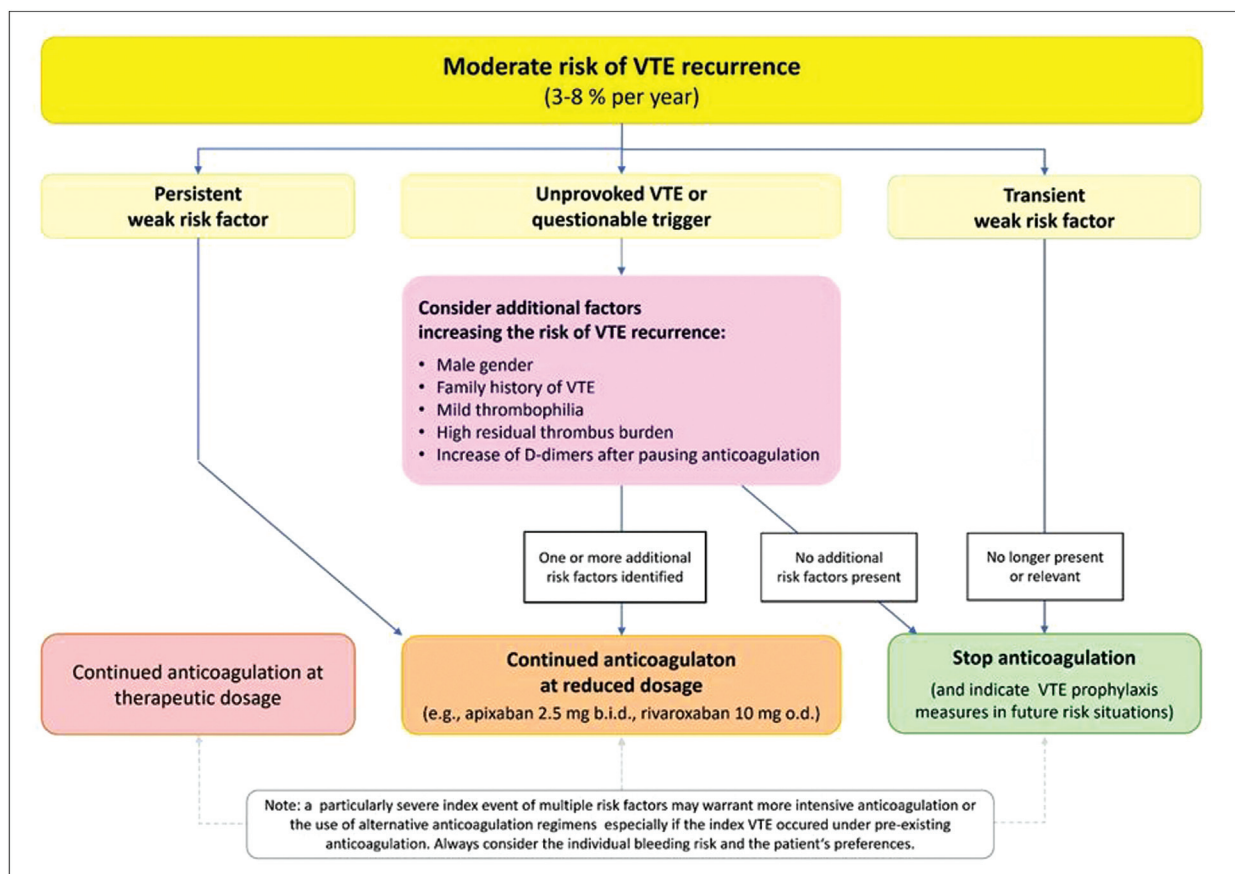 Moderate risk of VTE recurrence
(3-8 % per year)
Persistent
weak risk factor
Unprovoked VTE or
questionable trigger
Transient
weak risk factor
Consider additional factors
increasing the risk of VTE recurrence:
• Male gender
• Family history of VTE
• Mild thrombophilia
• High residual thrombus burden
• Increase of D-dimers after pausing anticoagulation
One or more additional
risk factors identified
No additional
risk factors present
No longer present
or relevant
Continued anticoagulation at
therapeutic dosage
Continued anticoagulaton
at reduced dosage
(e.g., apixaban 2.5 mg b.i.d., rivaroxaban 10 mg o.d.)
Stop anticoagulation
(and indicate VTE prophylaxis
measures in future risk situations)
Note: a particularly severe index event of multiple risk factors may warrant more intensive anticoagulation or
the use of alternative anticoagulation regimens especially if the index VTE occured under pre-existing
anticoagulation. Always consider the individual bleeding risk and the patient's preferences.